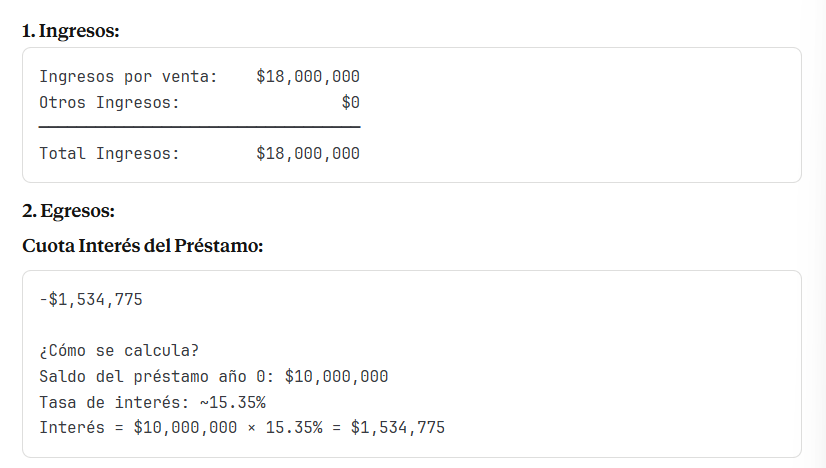 1. Ingresos:
Ingresos por venta: $18,000,000
Otros Ingresos: $0
Total Ingresos: $18,000,000
2. Egresos:
Cuota Interés del Préstamo:
-$1,534,775
¿Cómo se calcula?
Saldo del préstamo año 0: $10,000,000
Tasa de interés: ~15.35%
Interés = $10,000,000 × 15.35% = $1,534,775